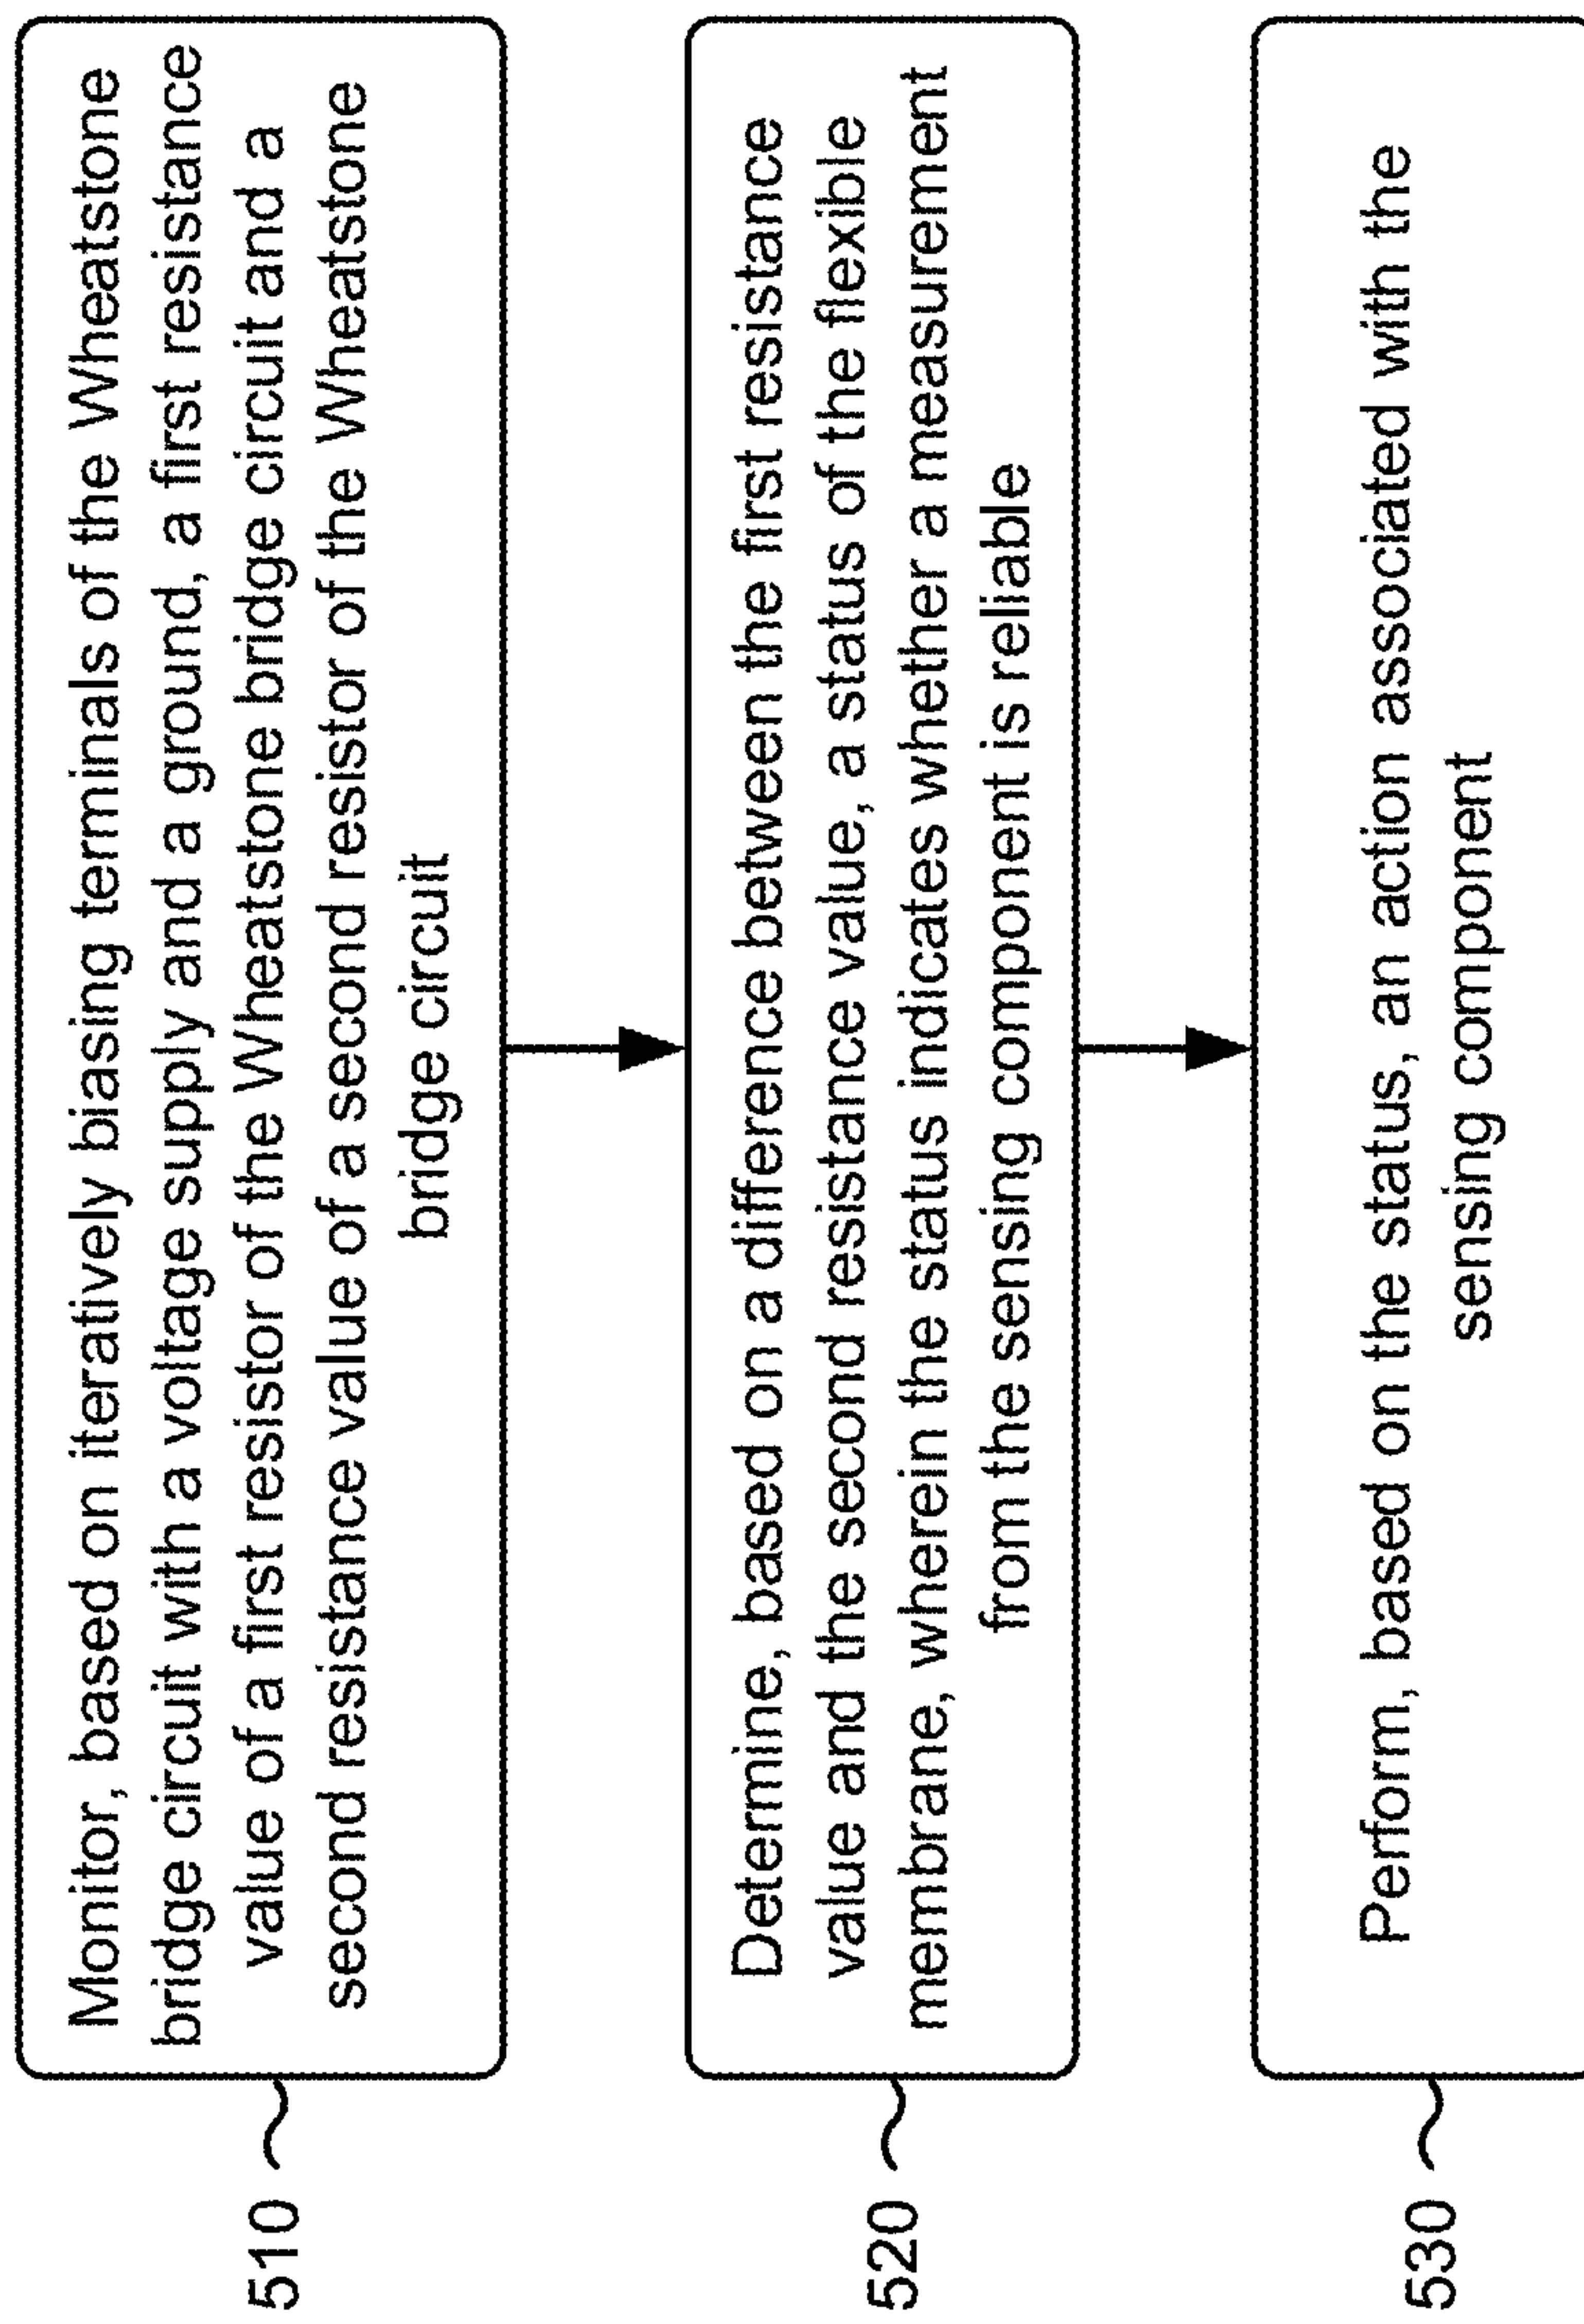 510
Monitor, based on iteratively biasing terminals of the Wheatstone
bridge circuit with a voltage supply and a ground, a first resistance
value of a first resistor of the Wheatstone bridge circuit and a
second resistance value of a second resistor of the Wheatstone
bridge circuit
520
Determine, based on a difference between the first resistance
value and the second resistance value, a status of the flexible
membrane, wherein the status indicates whether a measurement
from the sensing component is reliable
530
Perform, based on the status, an action associated with the
sensing component